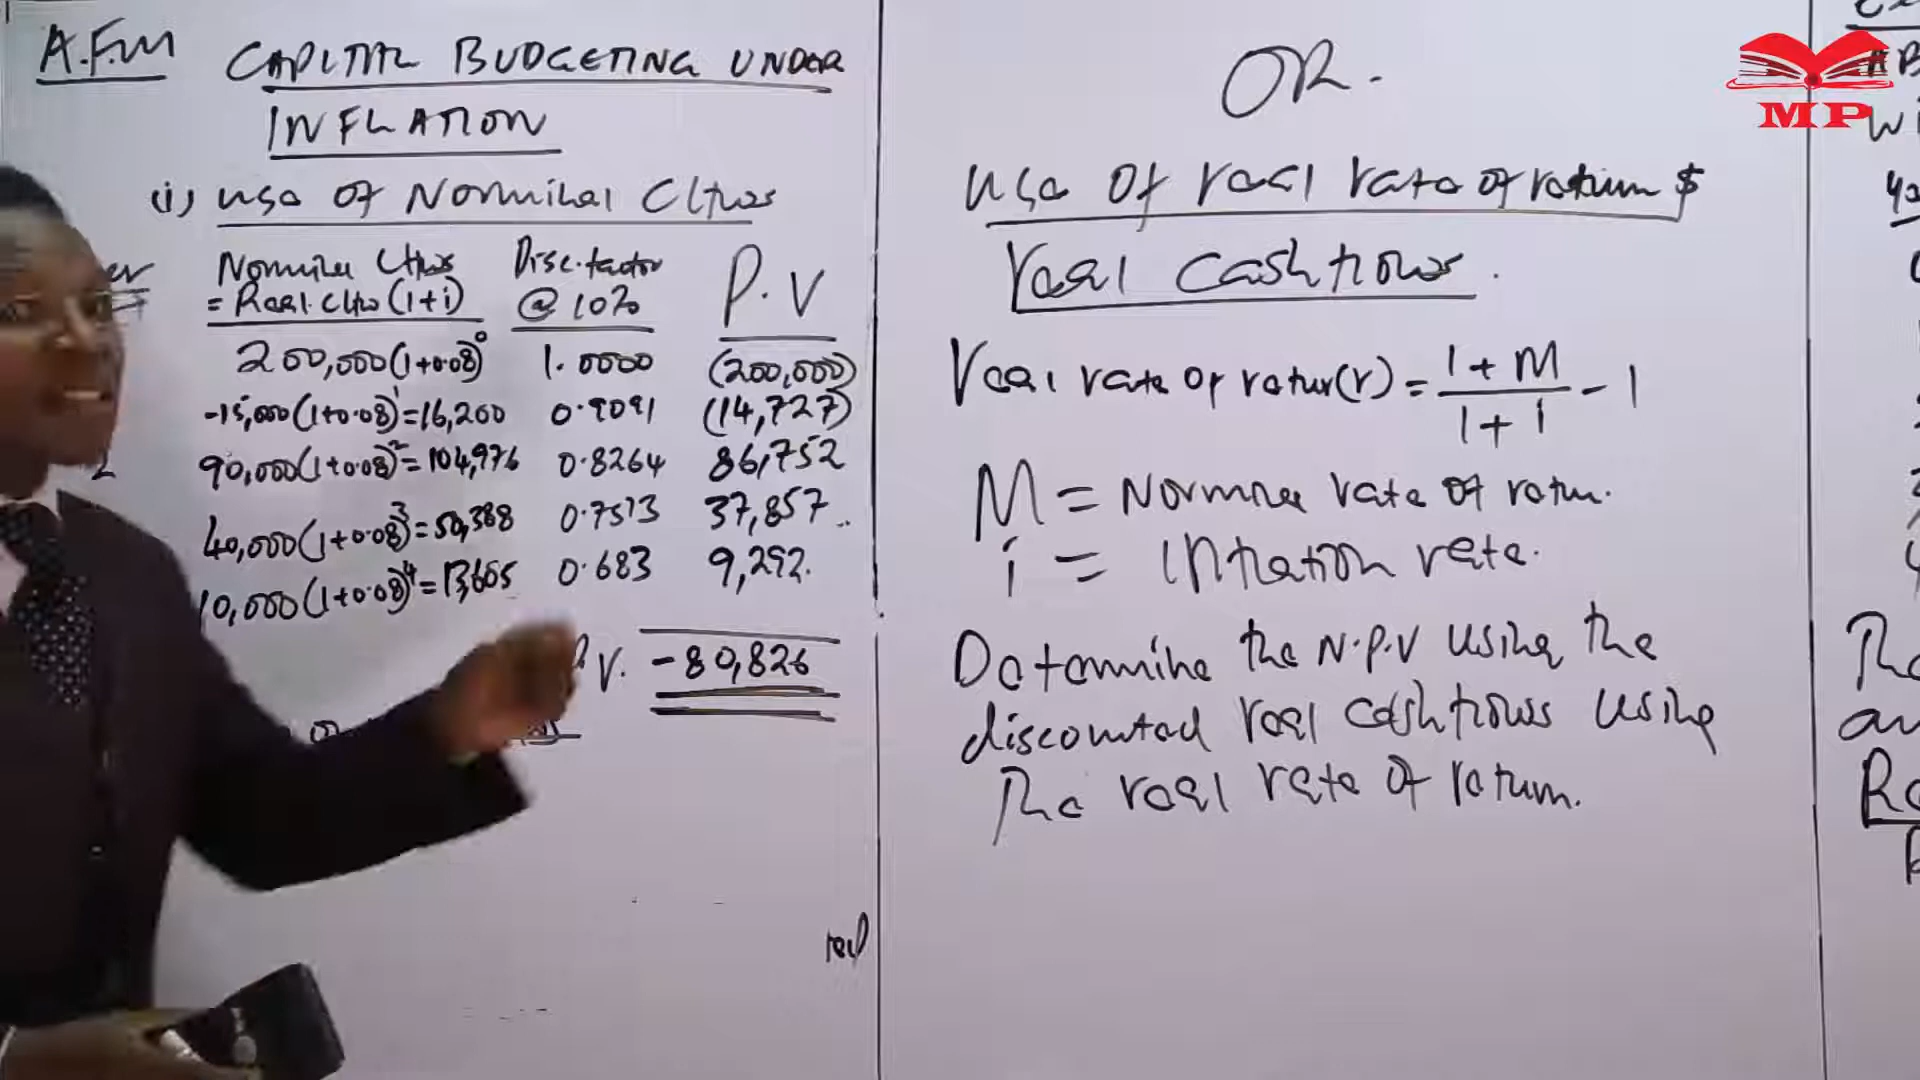 A.F.M
CAPITAL BUDGETING UNDER
INFLATION
(i) use of Nominal Cflws
Nominal Cflws
= Real. Cflws (1+i)
Disc. factor
@ 10%
P.V
200,000(1+0.08)⁰ 1.0000 (200,000)
-15,000(1+0.08)¹=16,200 0.9091 (14,727)
90,000(1+0.08)²=104,976 0.8264 86,752
40,000(1+0.08)³=50,388 0.7513 37,857
10,000(1+0.08)⁴=13,605 0.683 9,292.
P.V. -80,826
real
OR.
use of real rate of return $
real cashflows.
Real rate of retur(r) = 1+M / 1+i - 1
M = Nominal rate of return.
i = inflation rate.
Determine the N.P.V using the
discounted real cashflows using
The real rate of return.
MP